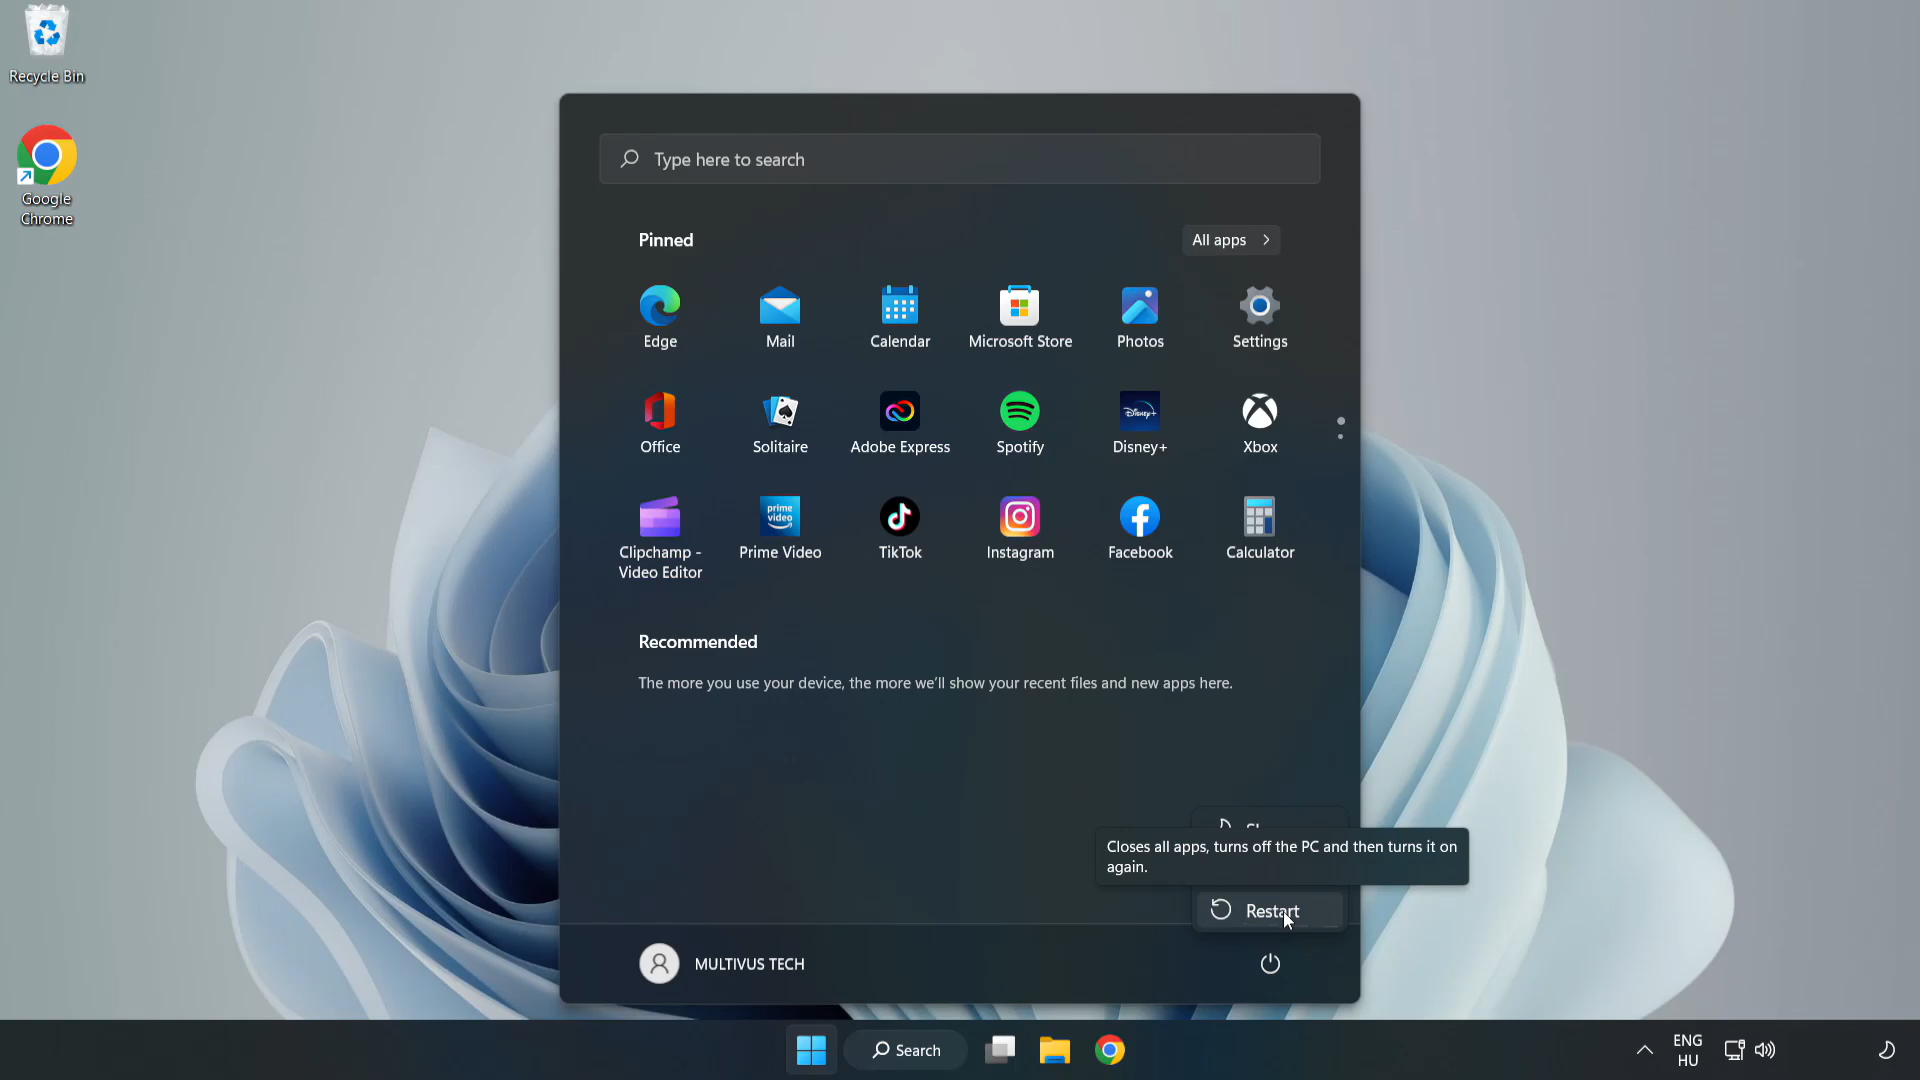 Recycle Bin
Google
Chrome
Type here to search
Pinned
All apps
Edge
Mail
Calendar
Microsoft Store
Photos
Settings
Office
Solitaire
Adobe Express
Spotify
Disney+
Disney+
Xbox
prime
video
Clipchamp -
Video Editor
Prime Video
TikTok
Instagram
Facebook
Calculator
Recommended
The more you use your device, the more we'll show your recent files and new apps here.
Closes all apps, turns off the PC and then turns it on
again.
Restart
MULTIVUS TECH
Search
ENG
HU